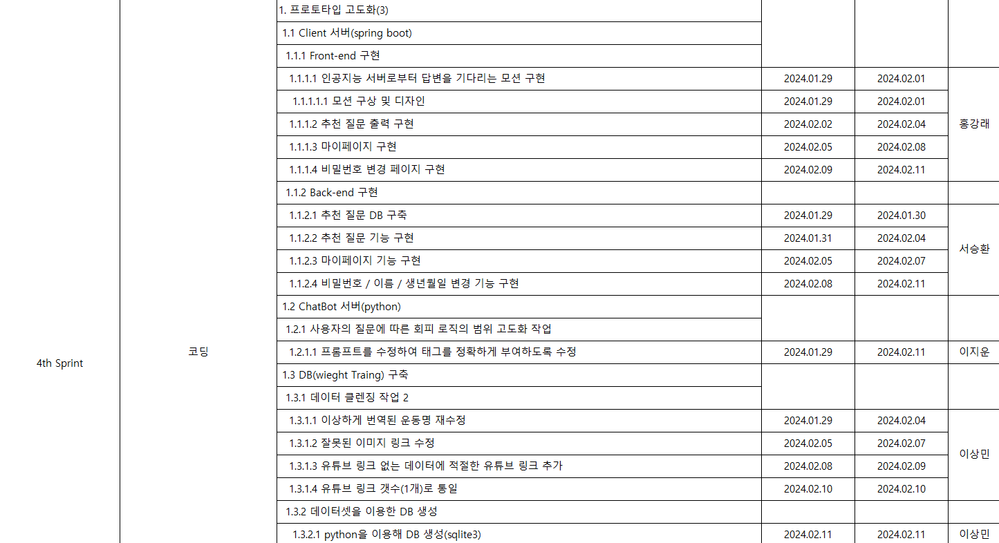 1. 프로토타입 고도화(3)
1.1 Client 서버(spring boot)
1.1.1 Front-end 구현
1.1.1.1 인공지능 서버로부터 답변을 기다리는 모션 구현 2024.01.29 2024.02.01
1.1.1.1.1 모션 구상 및 디자인 2024.01.29 2024.02.01
1.1.1.2 추천 질문 출력 구현 2024.02.02 2024.02.04 홍강래
1.1.1.3 마이페이지 구현 2024.02.05 2024.02.08
1.1.1.4 비밀번호 변경 페이지 구현 2024.02.09 2024.02.11
1.1.2 Back-end 구현
1.1.2.1 추천 질문 DB 구축 2024.01.29 2024.01.30
1.1.2.2 추천 질문 기능 구현 2024.01.31 2024.02.04
서승환
1.1.2.3 마이페이지 기능 구현 2024.02.05 2024.02.07
1.1.2.4 비밀번호 / 이름 / 생년월일 변경 기능 구현 2024.02.08 2024.02.11
1.2 ChatBot 서버(python)
1.2.1 사용자의 질문에 따른 회피 로직의 범위 고도화 작업
코딩 1.2.1.1 프롬프트를 수정하여 태그를 정확하게 부여하도록 수정 2024.01.29 2024.02.11 이지운
4th Sprint
1.3 DB(wieght Traing) 구축
1.3.1 데이터 클렌징 작업 2
1.3.1.1 이상하게 번역된 운동명 재수정 2024.01.29 2024.02.04
1.3.1.2 잘못된 이미지 링크 수정 2024.02.05 2024.02.07
이상민
1.3.1.3 유튜브 링크 없는 데이터에 적절한 유튜브 링크 추가 2024.02.08 2024.02.09
1.3.1.4 유튜브 링크 갯수(1개)로 통일 2024.02.10 2024.02.10
1.3.2 데이터셋을 이용한 DB 생성
1.3.2.1 python을 이용해 DB 생성(sqlite3) 2024.02.11 2024.02.11 이상민